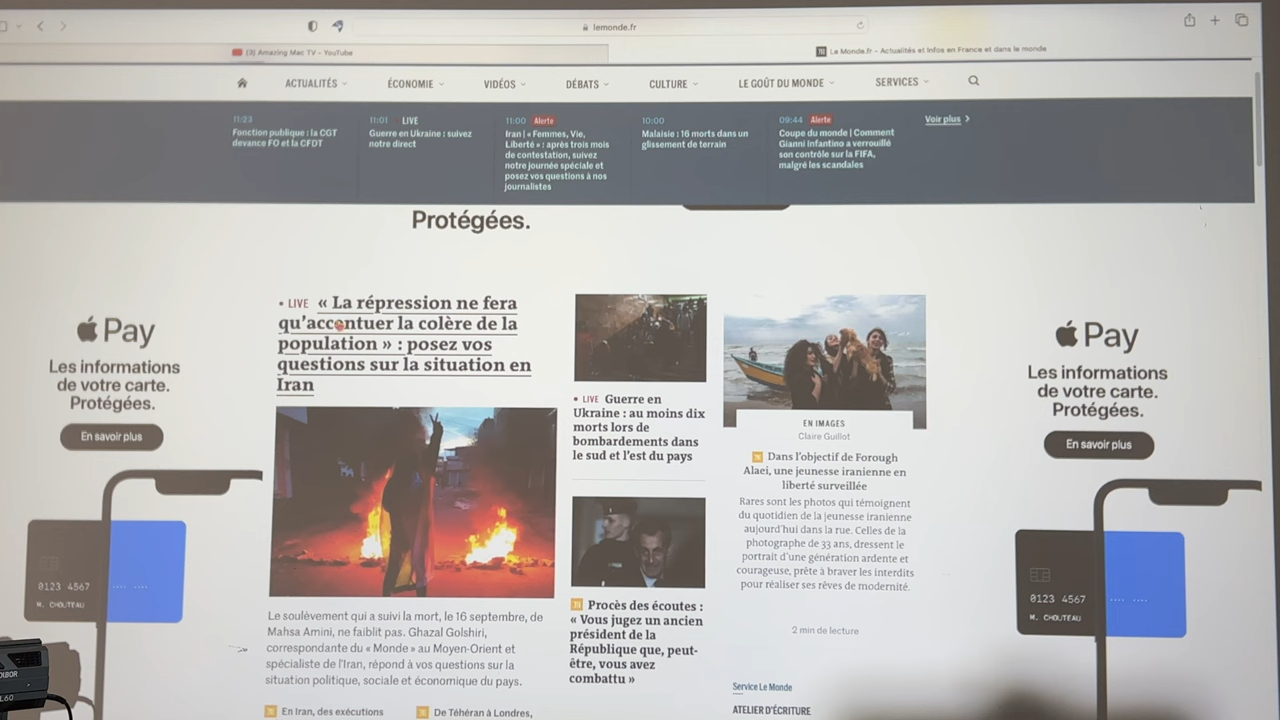 lemonde.fr
(3) Amazing Mac TV - YouTube
Le Monde.fr - Actualités et Infos en France et dans le monde
ACTUALITÉS
ÉCONOMIE
VIDÉOS
DÉBATS
CULTURE
LE GOÛT DU MONDE
SERVICES
11:23
Fonction publique : la CGT
devance FO et la CFDT
11:01 LIVE
Guerre en Ukraine : suivez
notre direct
11:00 Alerte
Iran | « Femmes, Vie,
Liberté » : après trois mois
de contestation, suivez
notre journée spéciale et
posez vos questions à nos
journalistes
10:00
Malaisie : 16 morts dans un
glissement de terrain
09:44 Alerte
Coupe du monde | Comment
Gianni Infantino a verrouillé
son contrôle sur la FIFA,
malgré les scandales
Voir plus
Protégées.
Pay
Les informations
de votre carte.
Protégées.
En savoir plus
0123 4567
M. CHOUTEAU
• LIVE « La répression ne fera
qu'accentuer la colère de la
population » : posez vos
questions sur la situation en
Iran
Le soulèvement qui a suivi la mort, le 16 septembre, de
Mahsa Amini, ne faiblit pas. Ghazal Golshiri,
correspondante du « Monde » au Moyen-Orient et
spécialiste de l'Iran, répond à vos questions sur la
situation politique, sociale et économique du pays.
En Iran, des exécutions
De Téhéran à Londres,
• LIVE Guerre en
Ukraine : au moins dix
morts lors de
bombardements dans
le sud et l'est du pays
Procès des écoutes :
« Vous jugez un ancien
président de la
République que, peut-
être, vous avez
combattu »
EN IMAGES
Claire Guillot
Dans l'objectif de Forough
Alaei, une jeunesse iranienne en
liberté surveillée
Rares sont les photos qui témoignent
du quotidien de la jeunesse iranienne
aujourd'hui dans la rue. Celles de la
photographe de 33 ans, dressent le
portrait d'une génération ardente et
courageuse, prête à braver les interdits
pour réaliser ses rêves de modernité.
2 min de lecture
Service Le Monde
ATELIER D'ÉCRITURE
Pay
Les informations
de votre carte.
Protégées.
En savoir plus
0123 4567
M. CHOUTEAU